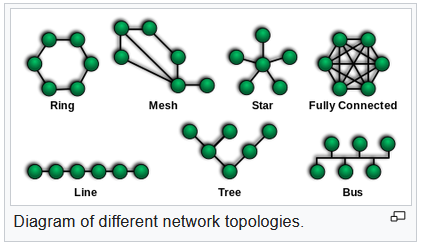 Ring Mesh Star Fully Connected
Line Tree Bus
Diagram of different network topologies.